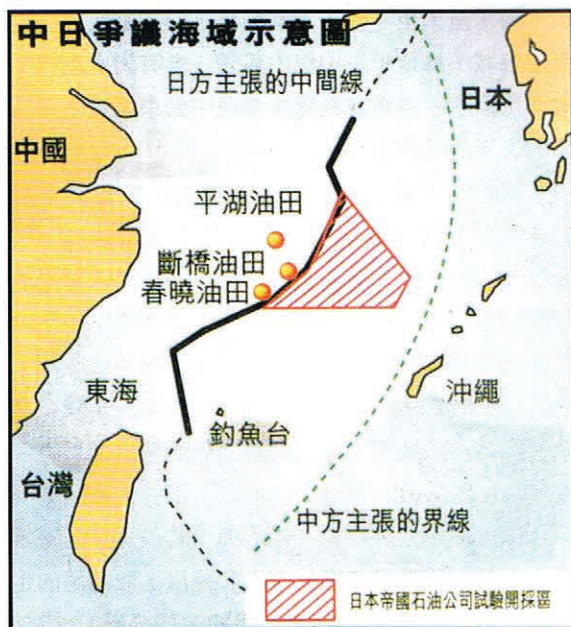 中日爭議海域示意圖
日方主張的中間線
日本
中國
平湖油田
斷橋油田
春曉油田
東海
沖繩
釣魚台
台灣
中方主張的界線
日本帝國石油公司試驗開採區